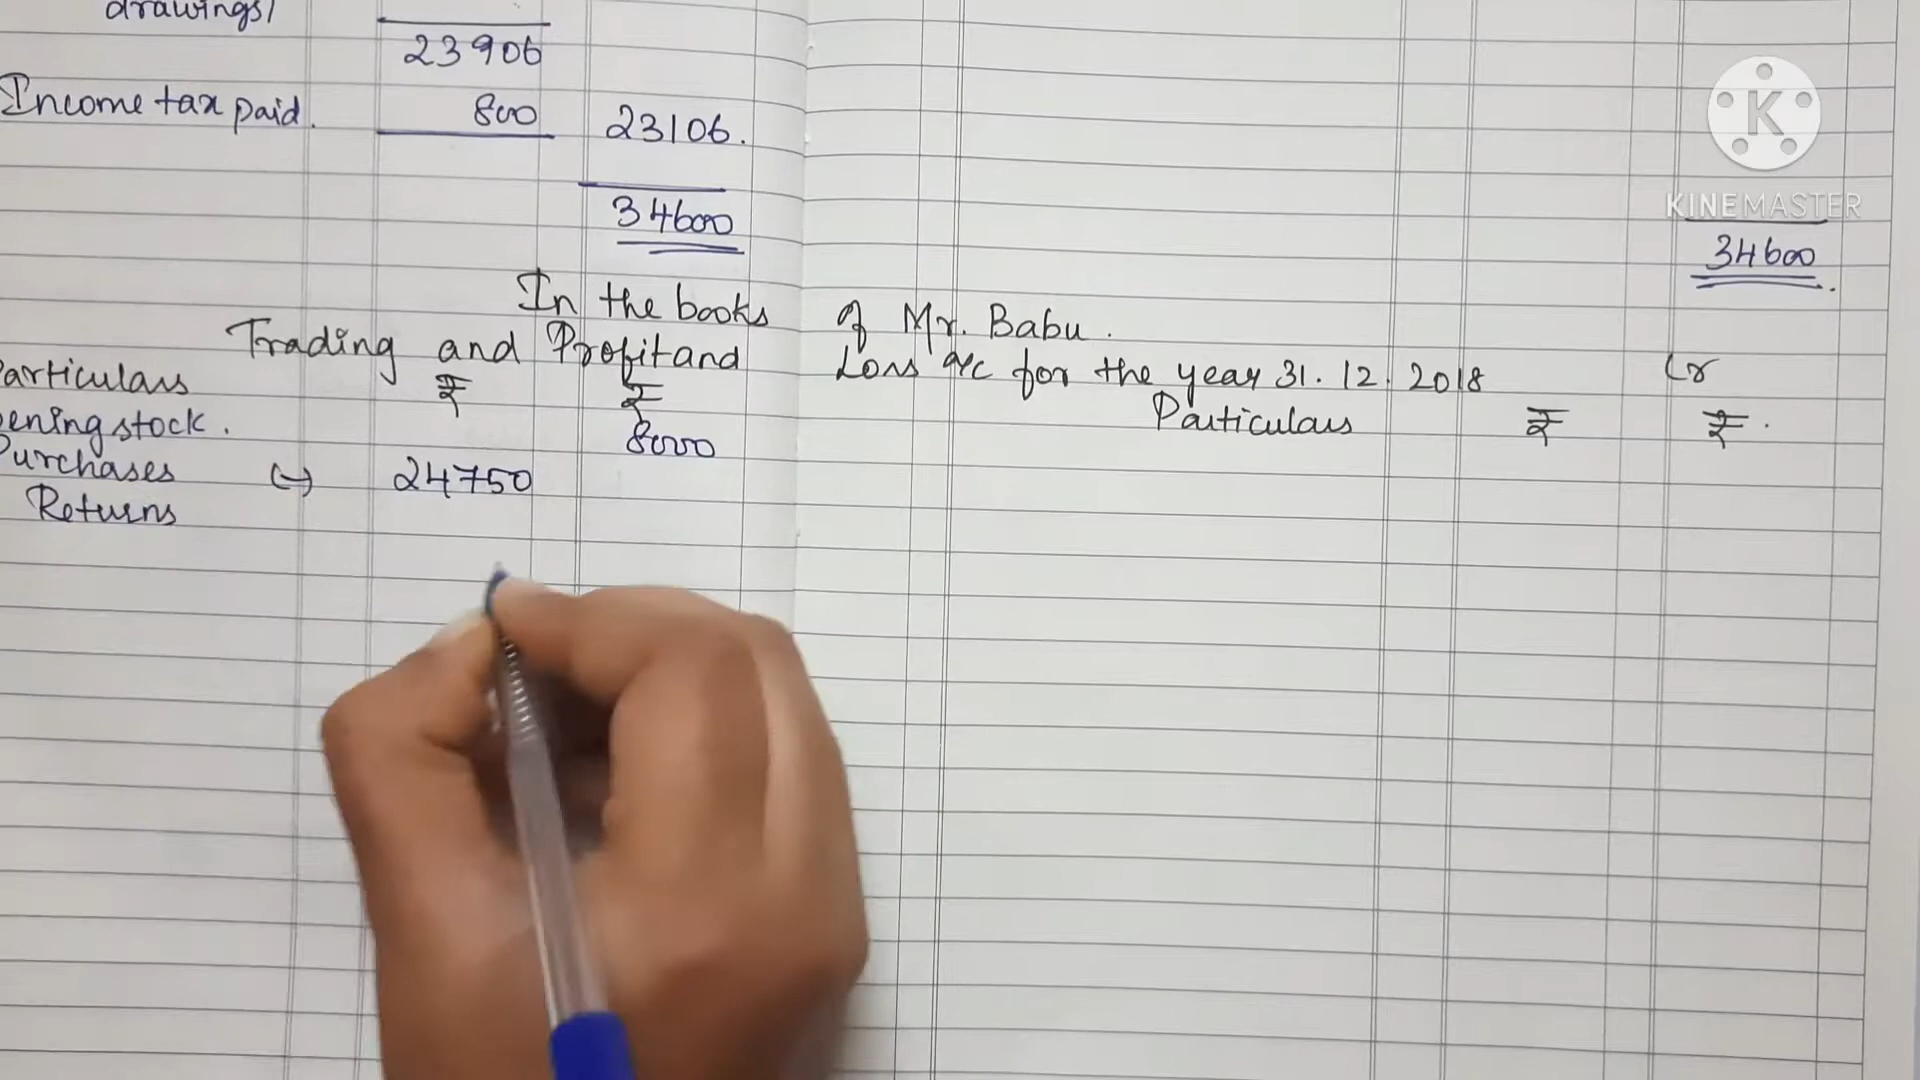 drawings)
23906
Income tax paid. 800 23106.
34600
KINEMASTER
34600
In the books of Mr. Babu.
Trading and Profit and Loss a/c for the year 31.12.2018 Cr
articulars ₹ ₹ Particulars ₹ ₹.
ening stock. 8000
Purchases 24750
(-) Returns